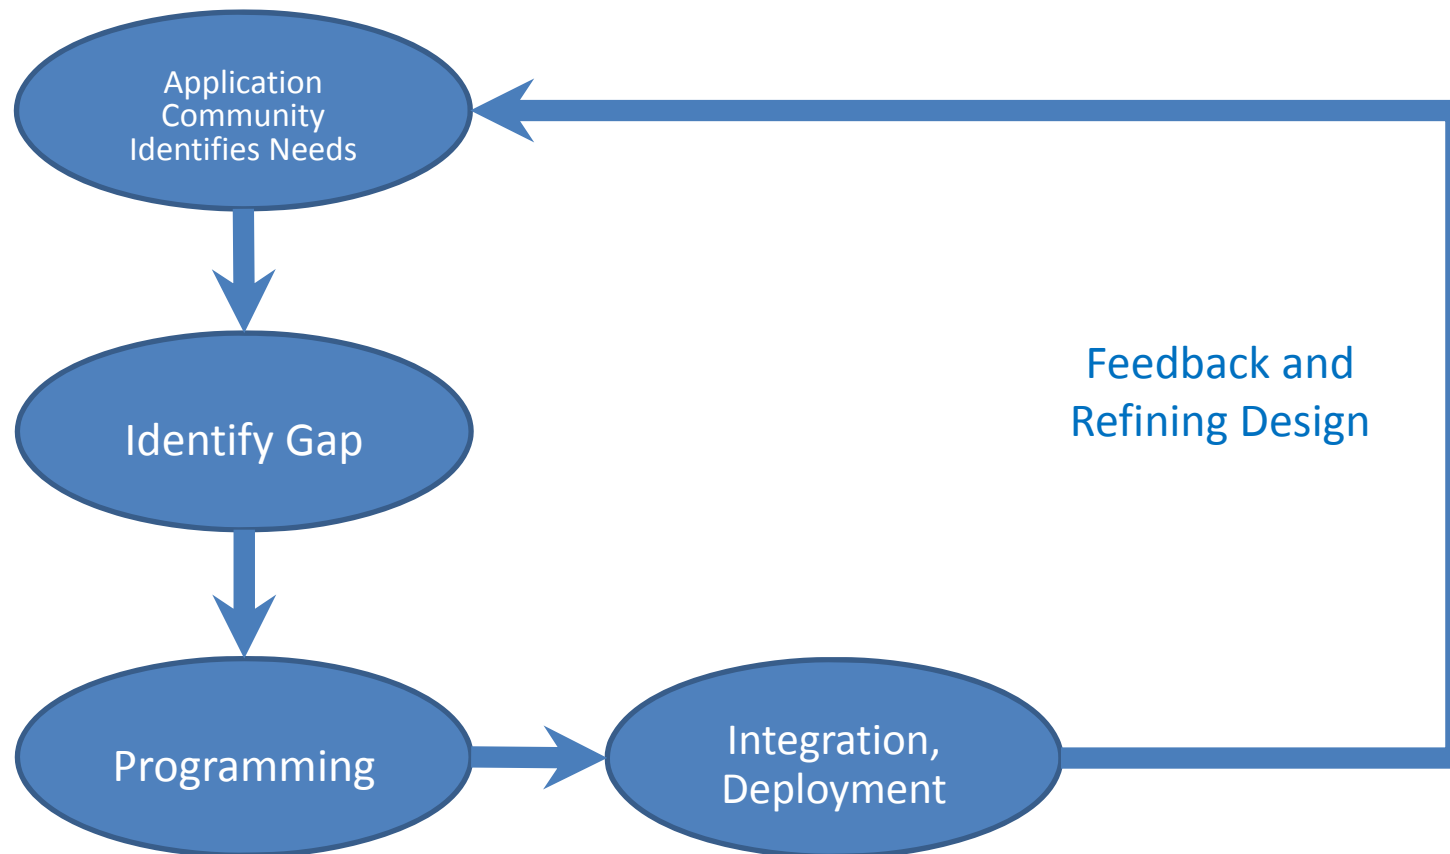 Application
Community
Identifies Needs
Identify Gap
Feedback and
Refining Design
Programming
Integration,
Deployment